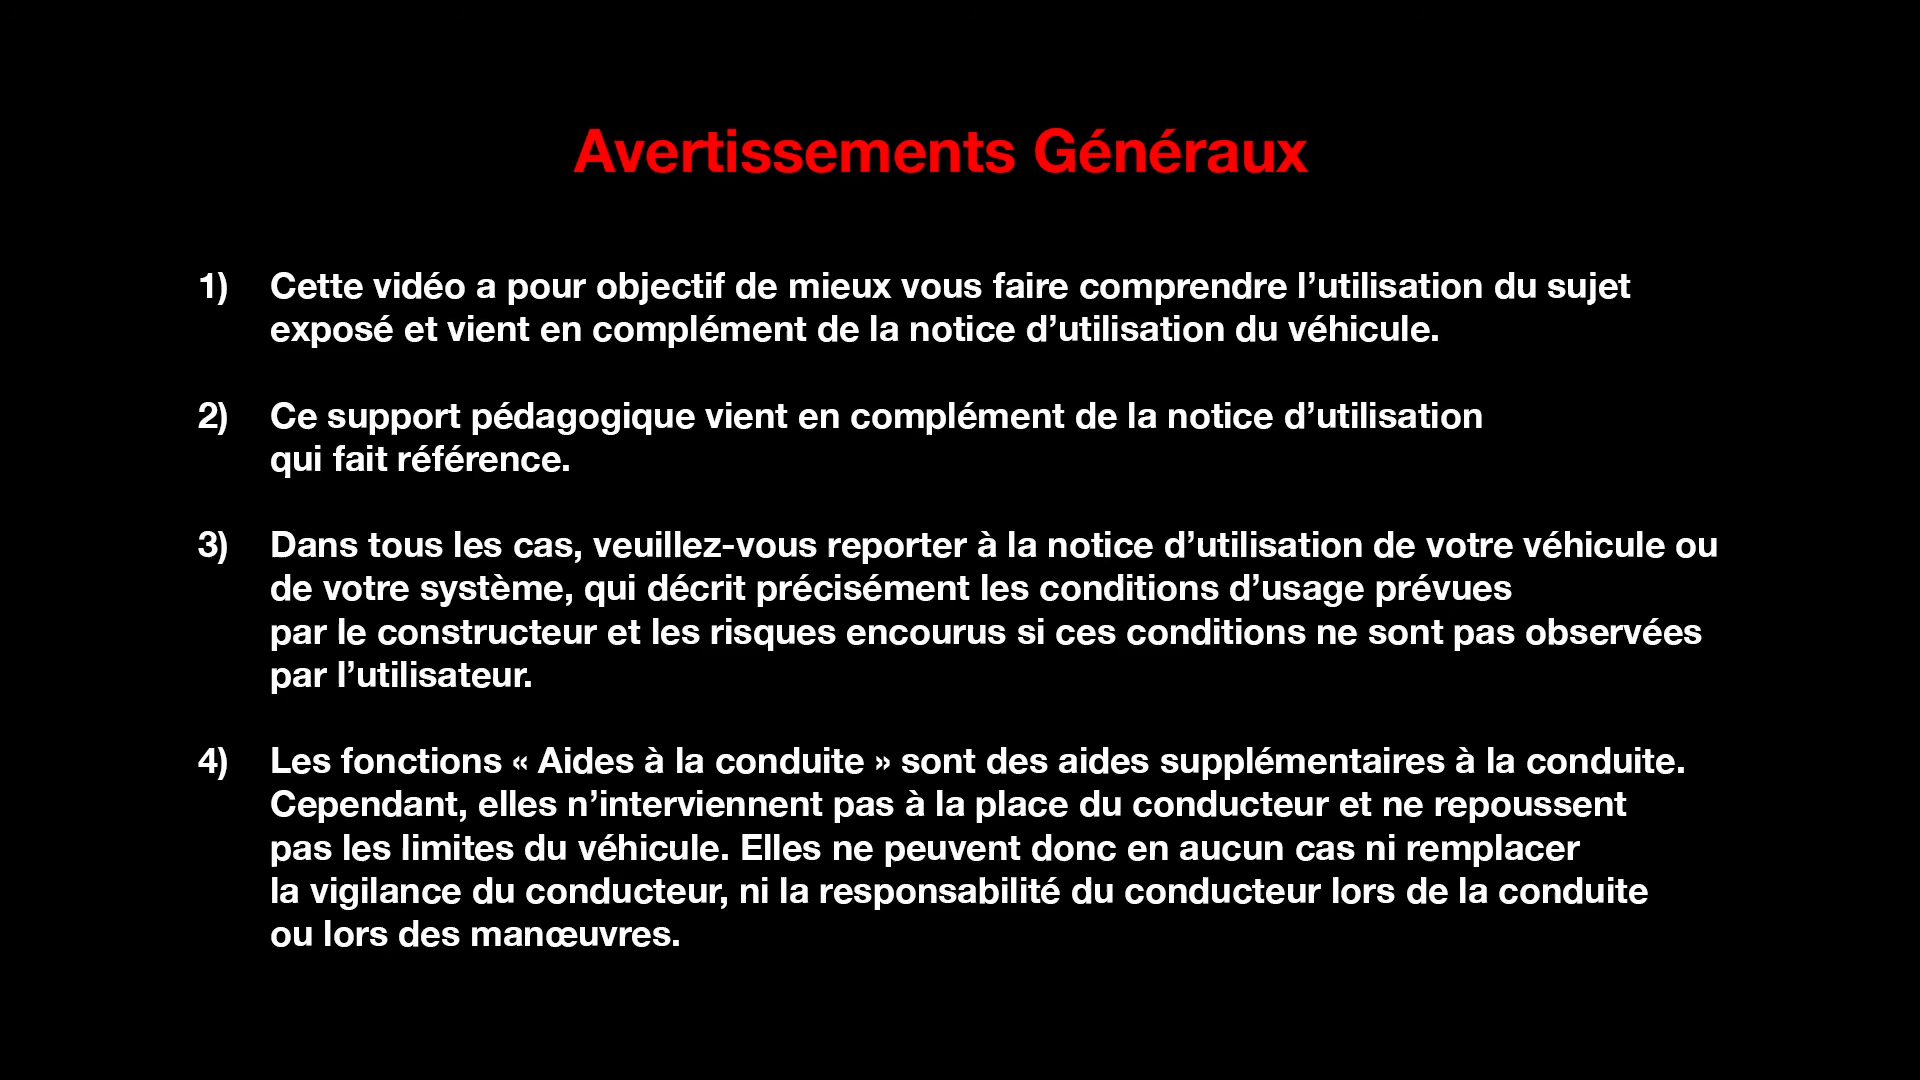 Avertissements Généraux
1) Cette vidéo a pour objectif de mieux vous faire comprendre l’utilisation du sujet
exposé et vient en complément de la notice d’utilisation du véhicule.
2) Ce support pédagogique vient en complément de la notice d’utilisation
qui fait référence.
3) Dans tous les cas, veuillez-vous reporter à la notice d’utilisation de votre véhicule ou
de votre système, qui décrit précisément les conditions d’usage prévues
par le constructeur et les risques encourus si ces conditions ne sont pas observées
par l’utilisateur.
4) Les fonctions « Aides à la conduite » sont des aides supplémentaires à la conduite.
Cependant, elles n’interviennent pas à la place du conducteur et ne repoussent
pas les limites du véhicule. Elles ne peuvent donc en aucun cas ni remplacer
la vigilance du conducteur, ni la responsabilité du conducteur lors de la conduite
ou lors des manœuvres.